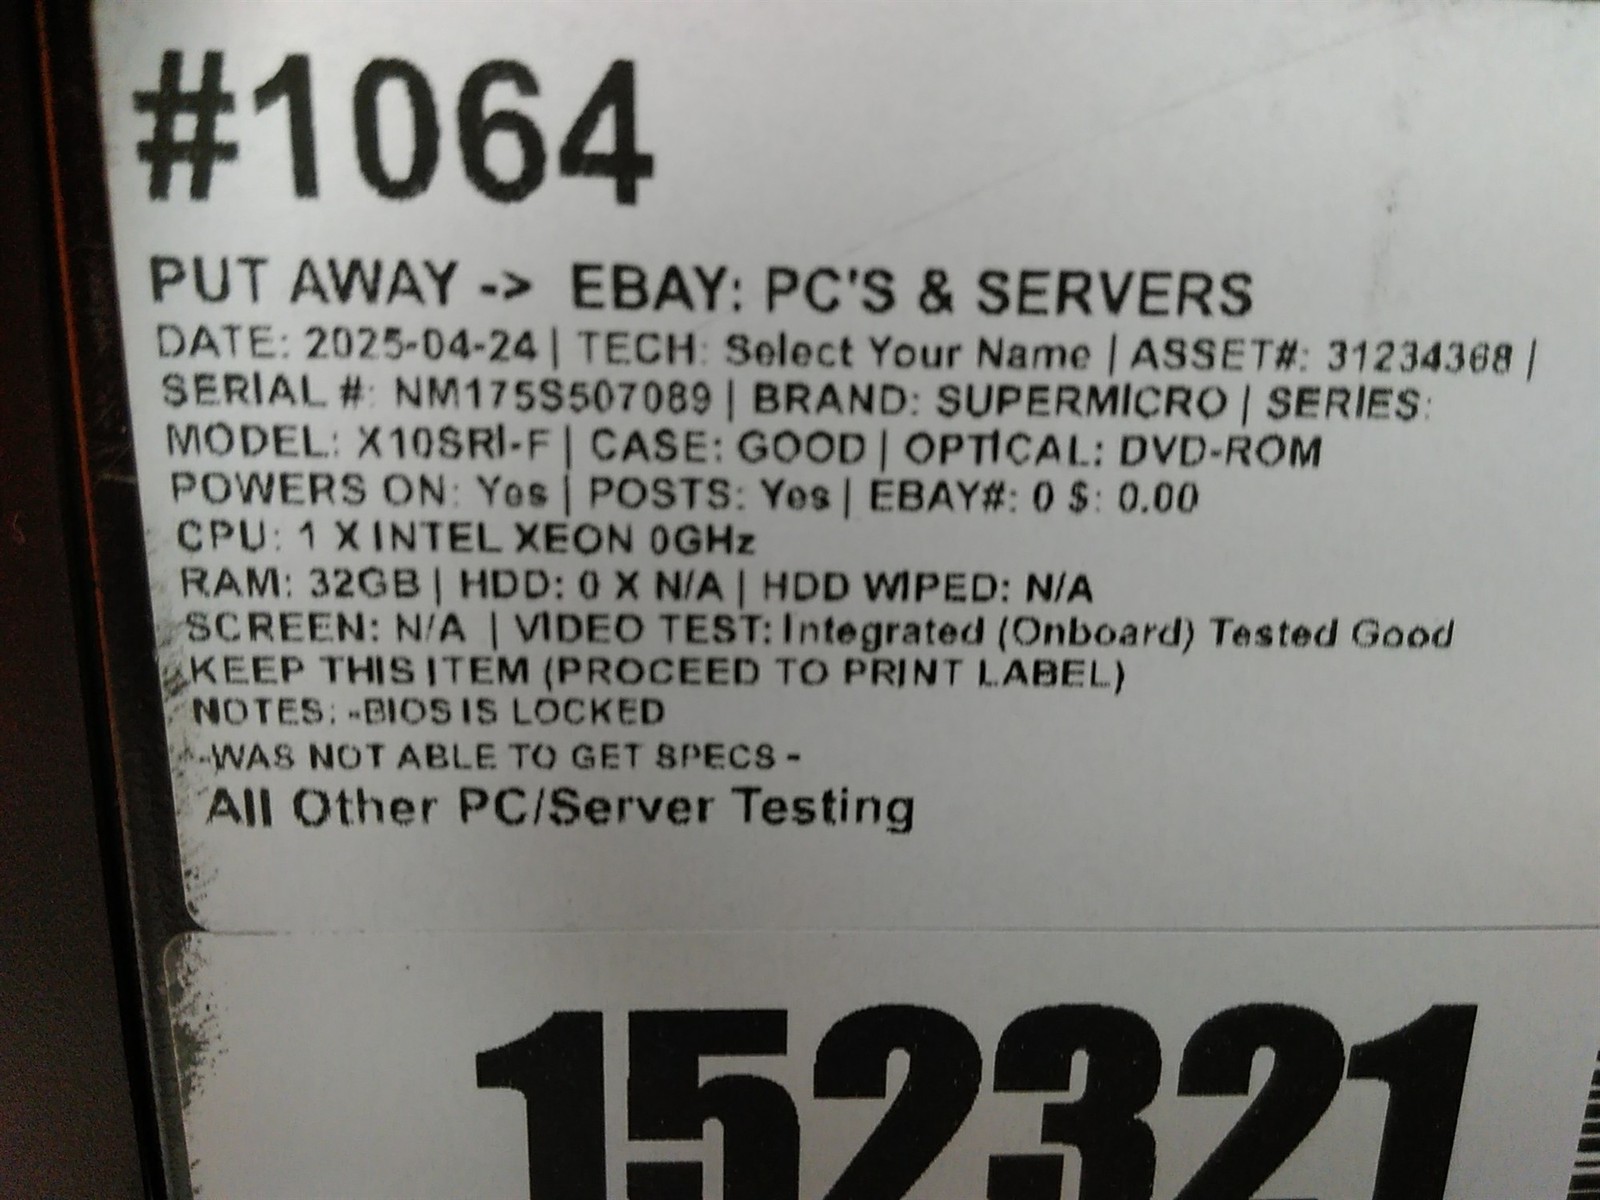 #1064
PUT AWAY -> EBAY: PC'S & SERVERS
DATE: 2025-04-24 | TECH: Select Your Name | ASSET#: 31234368 |
SERIAL #: NM175S507089 | BRAND: SUPERMICRO | SERIES:
MODEL: X10SRI-F | CASE: GOOD | OPTICAL: DVD-ROM
POWERS ON: Yes | POSTS: Yes | EBAY#: 0 $: 0.00
CPU: 1 X INTEL XEON 0GHz
RAM: 32GB | HDD: 0 X N/A | HDD WIPED: N/A
SCREEN: N/A | VIDEO TEST: Integrated (Onboard) Tested Good
KEEP THIS ITEM (PROCEED TO PRINT LABEL)
NOTES: -BIOS IS LOCKED
-WAS NOT ABLE TO GET SPECS -
All Other PC/Server Testing
152321